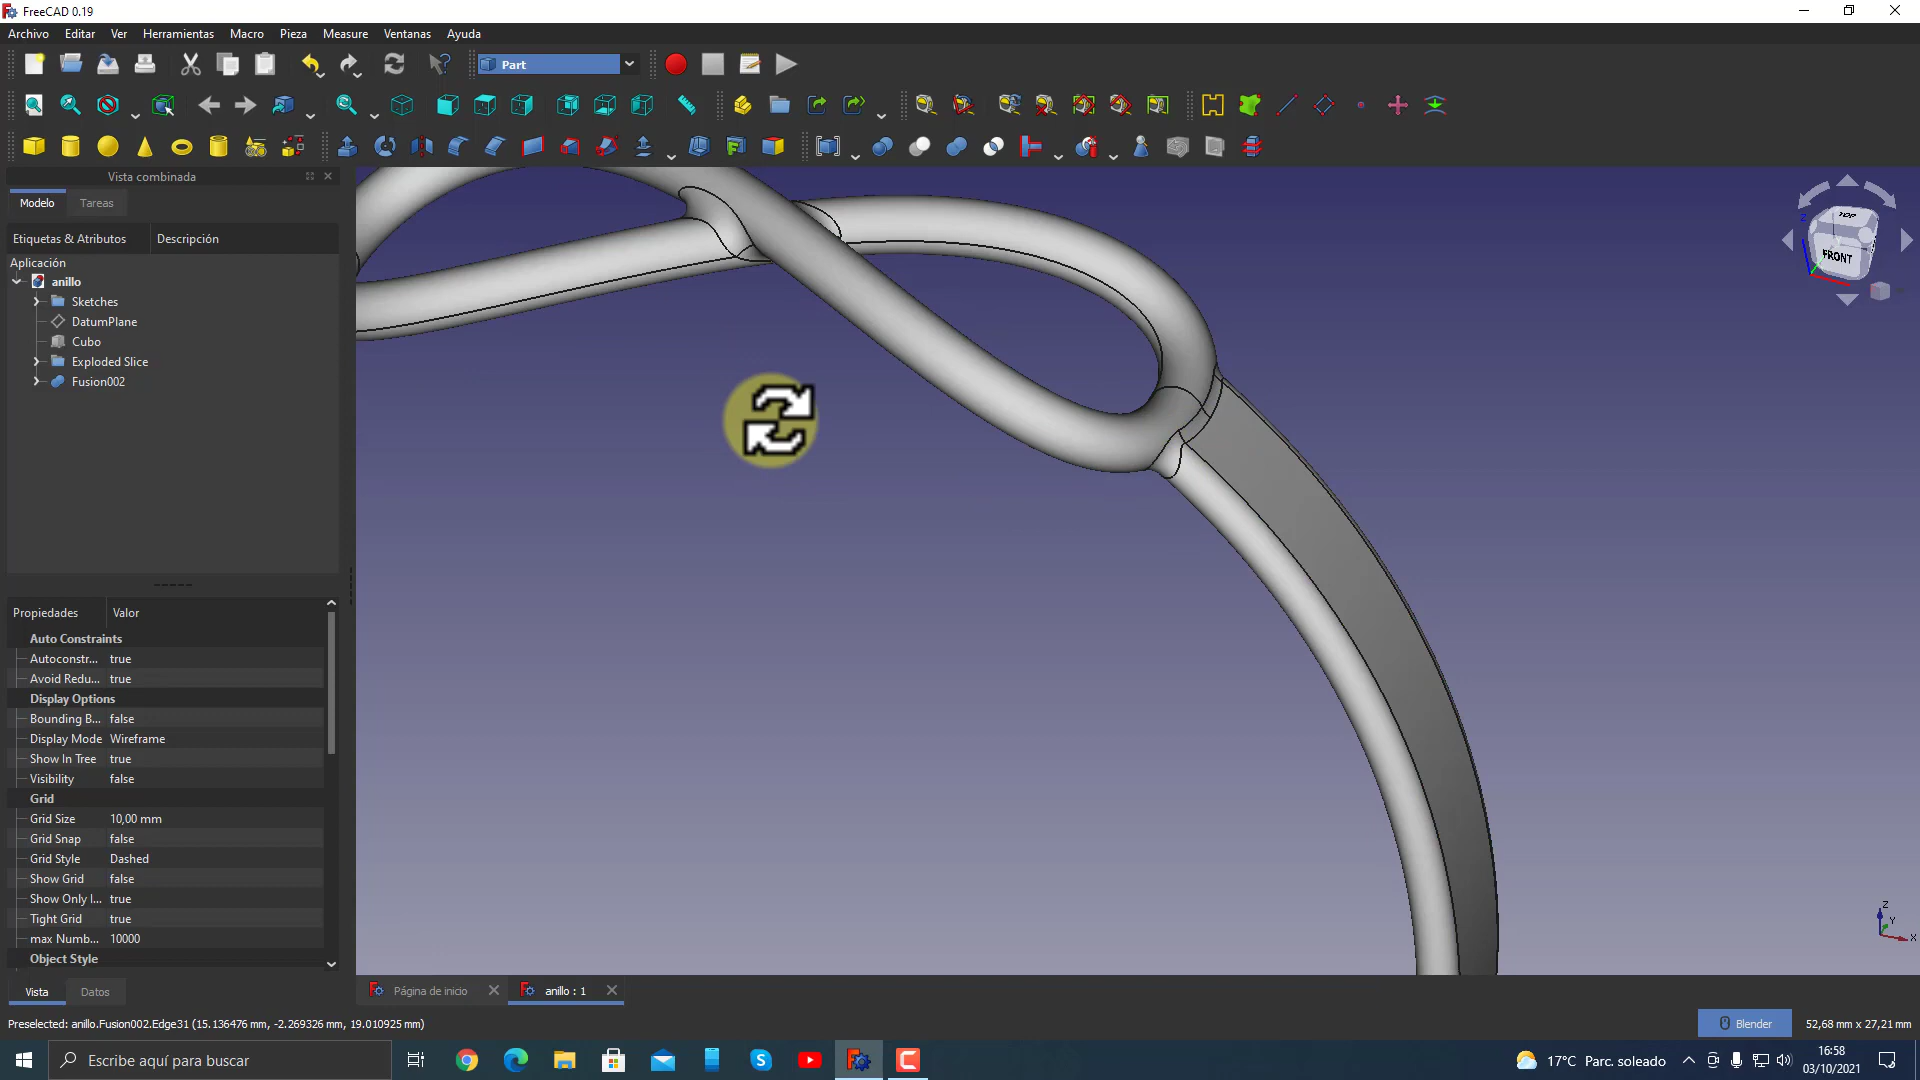 FreeCAD 0.19
Archivo Editar Ver Herramientas Macro Pieza Measure Ventanas Ayuda
Part
Vista combinada
Modelo Tareas
Etiquetas & Atributos Descripción
Aplicación
anillo
Sketches
DatumPlane
Cubo
Exploded Slice
Fusion002
TOP
FRONT
Z
Propiedades Valor
Auto Constraints
Autoconstr... true
Avoid Redu... true
Display Options
Bounding B... false
Display Mode Wireframe
Show In Tree true
Visibility false
Grid
Grid Size 10,00 mm
Grid Snap false
Grid Style Dashed
Show Grid false
Show Only I... true
Tight Grid true
max Numb... 10000
Object Style
Z
Y
X
Vista Datos
Página de inicio anillo : 1
Preselected: anillo.Fusion002.Edge31 (15.136476 mm, -2.269326 mm, 19.010925 mm)
Blender 52,68 mm x 27,21 mm
Escribe aquí para buscar
17°C Parc. soleado
16:58
03/10/2021